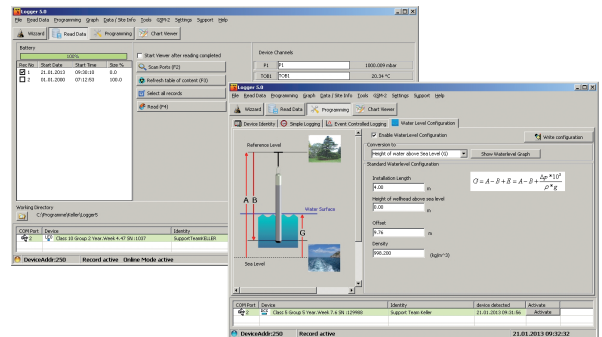 Logger 5.0
File Read Data Programming Graph Data / Site Info Tools GSM-2 Settings Support Help
Wizard Read Data Programming Chart Viewer
Battery
100%
Rec No Start Date Start Time Size %
1 21.01.2013 09:30:10 0.0
2 01.01.2000 07:12:53 100.0
Start Viewer after reading completed
Scan Ports (F2)
Refresh table of content (F3)
Select all records
Read (F4)
Device Channels
P1 P1 1000.009 mbar
TOB1 TOB1 20.34 °C
Working Directory
C:\Programme\Keller\Logger5
COM Port Device Identity
2 Class 10 Group 2 Year.Week 4.47 SN :1007 Support Team KELLER
DeviceAddr:250 Record active Online Mode active
Logger 5.0
File Read Data Programming Graph Data / Site Info Tools GSM-2 Settings Support Help
Wizard Read Data Programming Chart Viewer
Device Identity Simple Logging Event Controlled Logging Water Level Configuration
Reference Level
A B
Water Surface
G
Sea Level
Enable WaterLevel Configuration
Write configuration
Conversion to
Height of water above Sea Level (G)
Show Waterlevel Graph
Standard Waterlevel Configuration
Installation Length
4.00 m
Height of wellhead above sea level
0.00 m
Offset
9.76 m
Density
998.200 (kg/m^3)
COM Port Device Identity device detected Activate
2 Class 5 Group 5 Year.Week 7.6 SN :129988 Support Team Keller 21.01.2013 09:31:56 Activate
DeviceAddr:250 Record active 21.01.2013 09:32:32